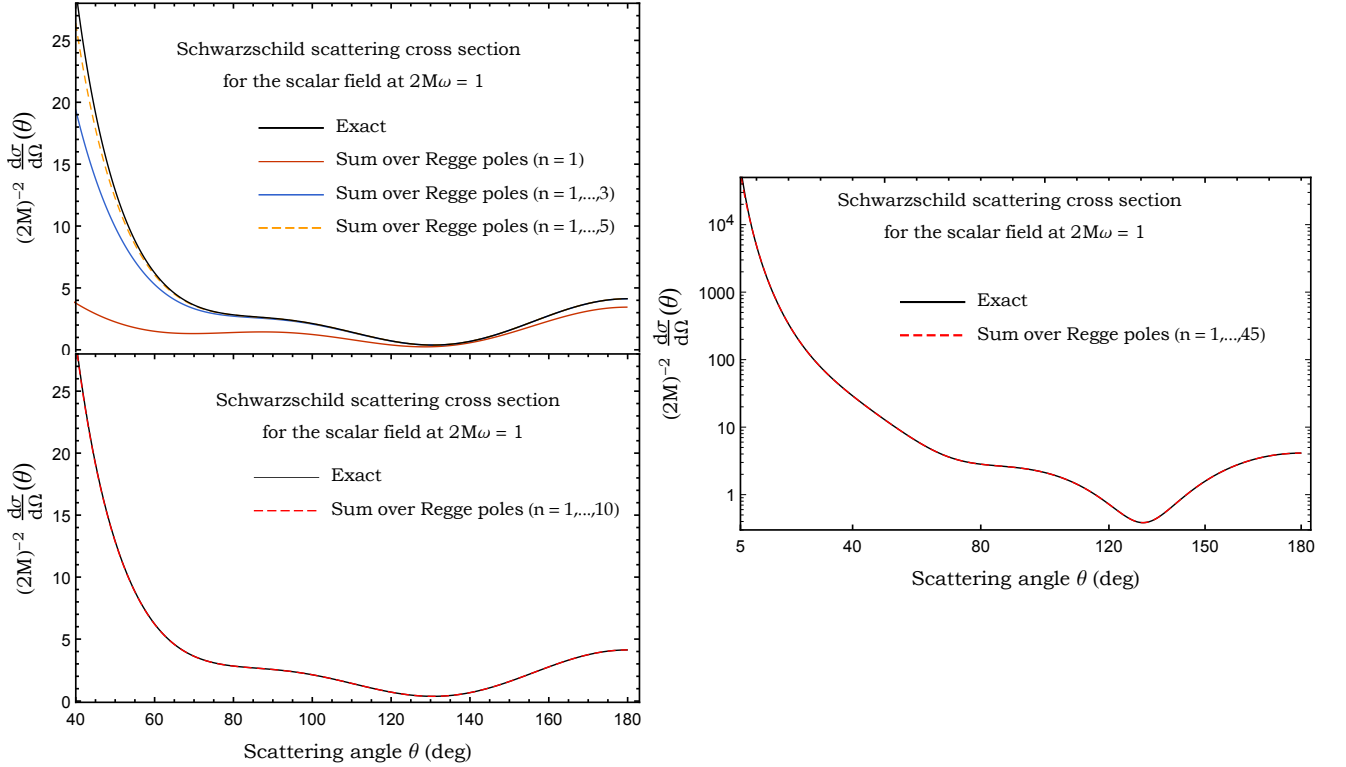 Schwarzschild scattering cross section
for the scalar field at 2Mω = 1
Exact
Sum over Regge poles (n = 1)
Sum over Regge poles (n = 1,...,3)
Sum over Regge poles (n = 1,...,5)
(2M)⁻² dσ/dΩ(θ)
25
20
15
10
5
0
Schwarzschild scattering cross section
for the scalar field at 2Mω = 1
Exact
Sum over Regge poles (n = 1,...,10)
(2M)⁻² dσ/dΩ(θ)
25
20
15
10
5
0
40 60 80 100 120 140 160 180
Scattering angle θ (deg)
Schwarzschild scattering cross section
for the scalar field at 2Mω = 1
Exact
Sum over Regge poles (n = 1,...,45)
(2M)⁻² dσ/dΩ(θ)
10⁴
1000
100
10
1
5 40 80 120 150 180
Scattering angle θ (deg)